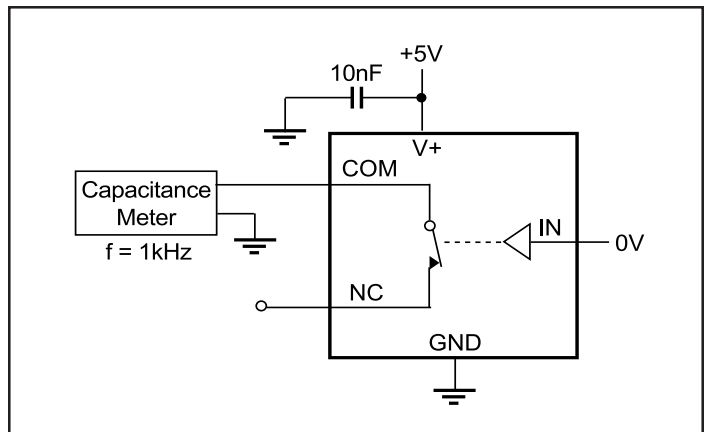 +5V
10nF
V+
COM
Capacitance
Meter
f = 1kHz
IN
0V
NC
GND